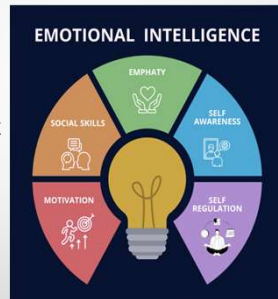 EMOTIONAL INTELLIGENCE
EMPHATY
SOCIAL SKILLS
SELF
AWARENESS
MOTIVATION
SELF
REGULATION